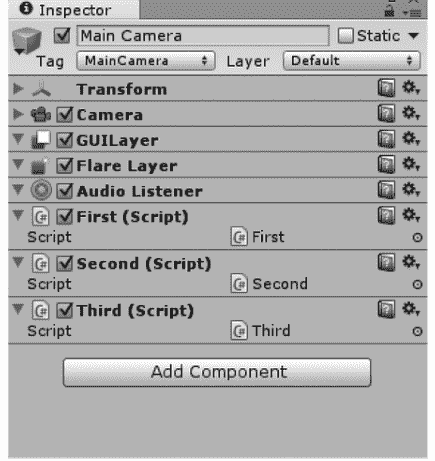 Inspector
Main Camera Static
Tag MainCamera Layer Default
Transform
Camera
GUILayer
Flare Layer
Audio Listener
First (Script)
Script First
Second (Script)
Script Second
Third (Script)
Script Third
Add Component